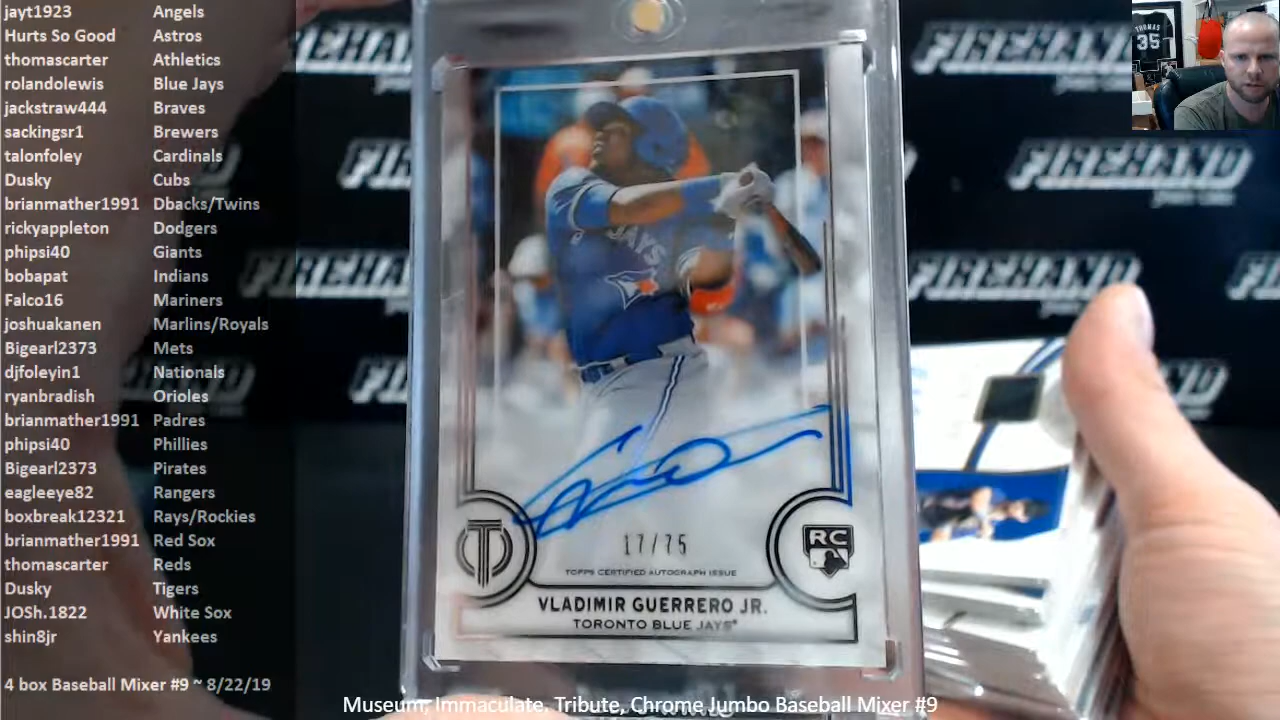 jayt1923 Angels
Hurts So Good Astros
thomascarter Athletics
rolandolewis Blue Jays
jackstraw444 Braves
sackingsr1 Brewers
talonfoley Cardinals
Dusky Cubs
brianmather1991 Dbacks/Twins
rickyappleton Dodgers
phipsi40 Giants
bobapat Indians
Falco16 Mariners
joshuakanen Marlins/Royals
Bigearl2373 Mets
djfoleyin1 Nationals
ryanbradish Orioles
brianmather1991 Padres
phipsi40 Phillies
Bigearl2373 Pirates
eagleeye82 Rangers
boxbreak12321 Rays/Rockies
brianmather1991 Red Sox
thomascarter Reds
Dusky Tigers
JOSh.1822 White Sox
shin8jr Yankees
4 box Baseball Mixer #9 ~ 8/22/19
THOMAS
35
FIREHAND
FIREHAND
FIREHAND
FIREHAND
JAYS
17/75
TOPPS CERTIFIED AUTOGRAPH ISSUE
T
RC
VLADIMIR GUERRERO JR.
TORONTO BLUE JAYS®
Museum, Immaculate, Tribute, Chrome Jumbo Baseball Mixer #9